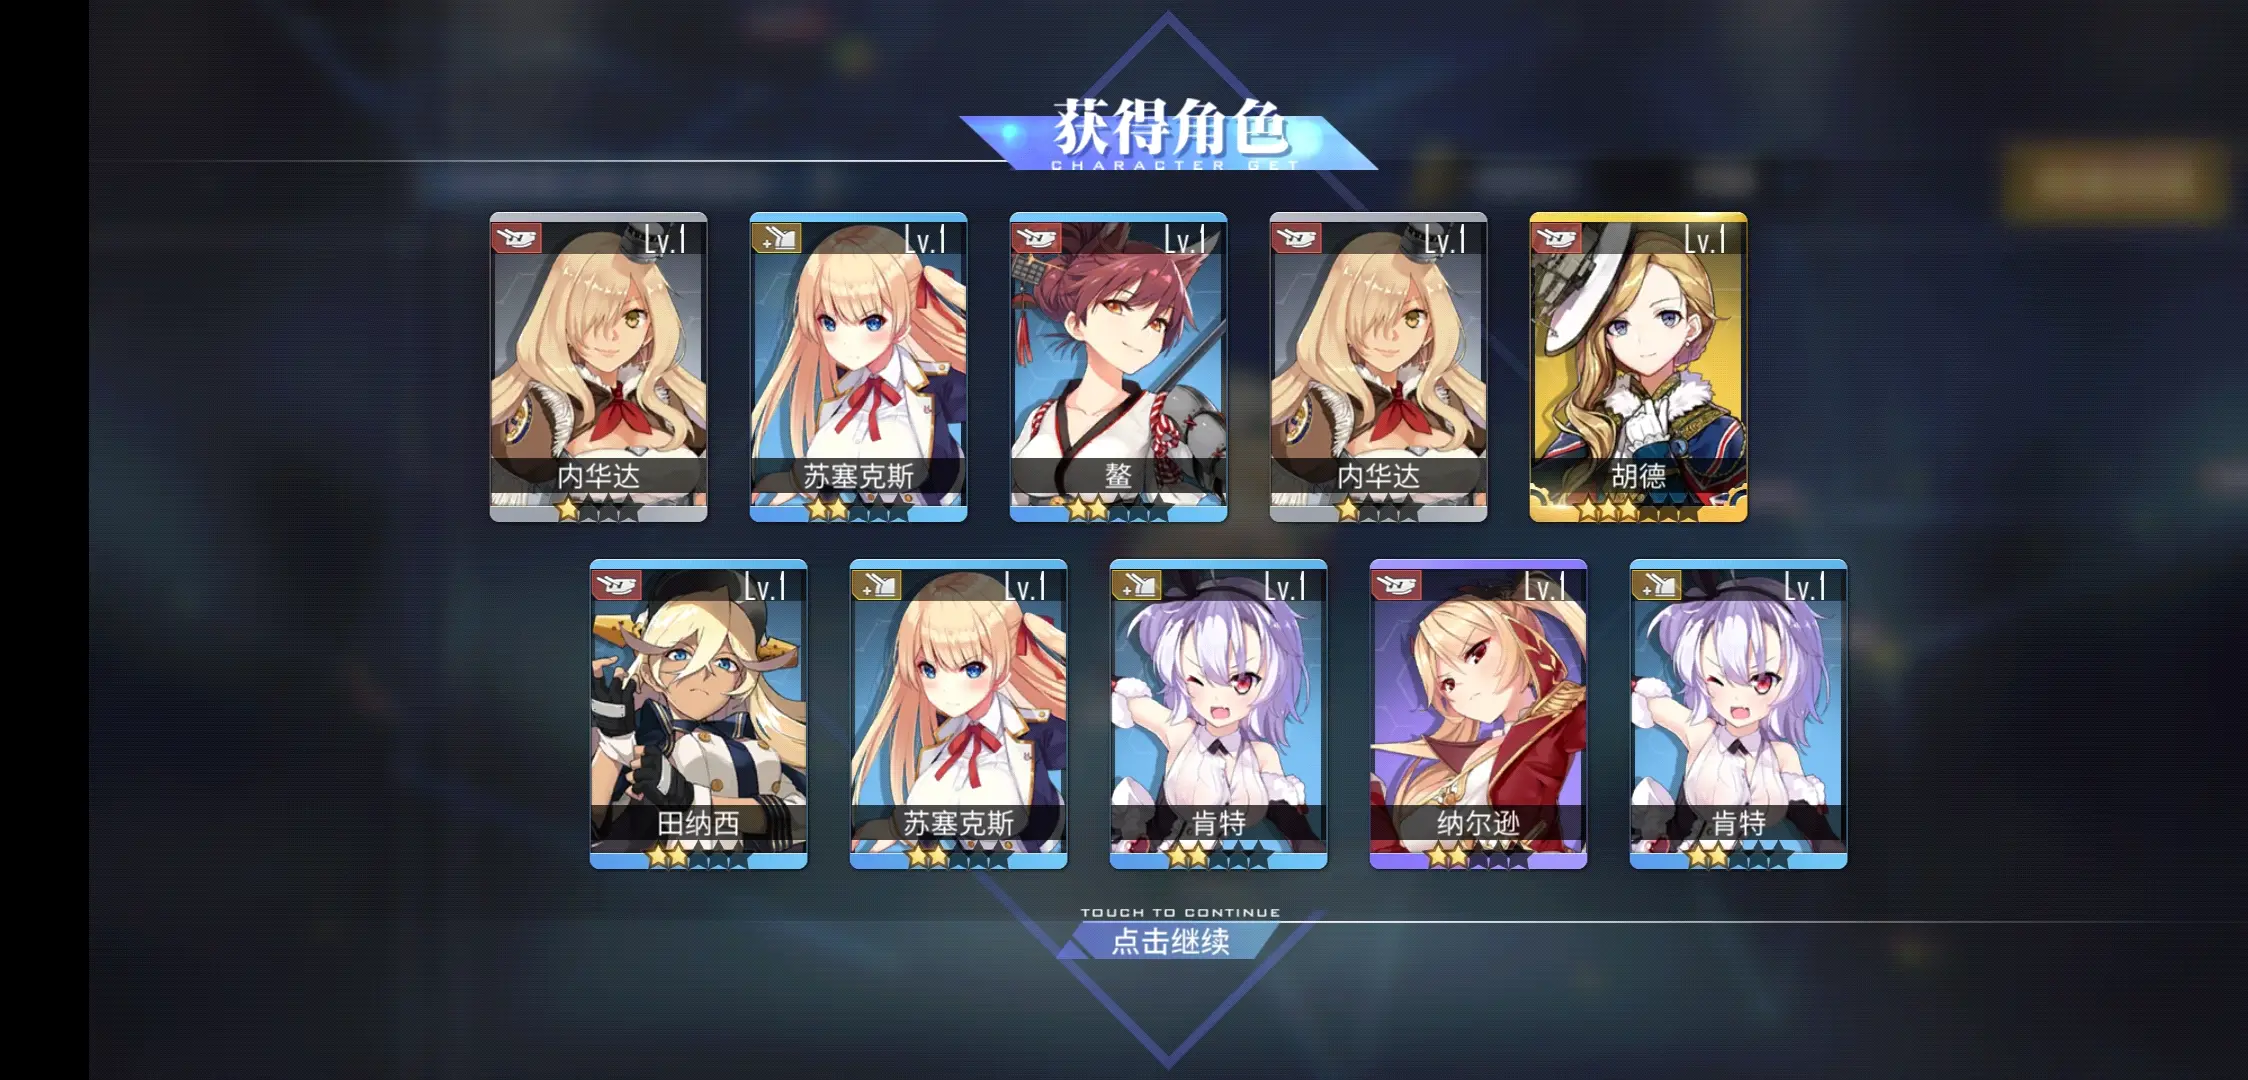 获得角色
CHARACTER GET
Lv.1
内华达
Lv.1
苏塞克斯
Lv.1
鳌
Lv.1
内华达
Lv.1
胡德
Lv.1
田纳西
Lv.1
苏塞克斯
Lv.1
肯特
Lv.1
纳尔逊
Lv.1
肯特
TOUCH TO CONTINUE
点击继续